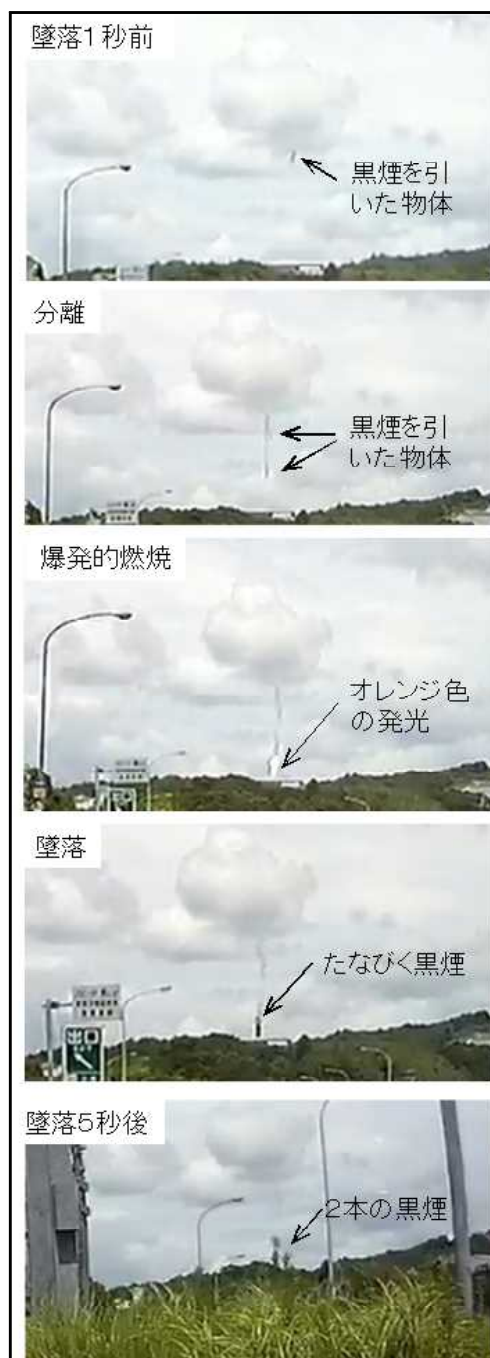 墜落1秒前
黒煙を引
いた物体
分離
黒煙を引
いた物体
爆発的燃焼
オレンジ色
の発光
墜落
たなびく黒煙
出口
墜落5秒後
2本の黒煙